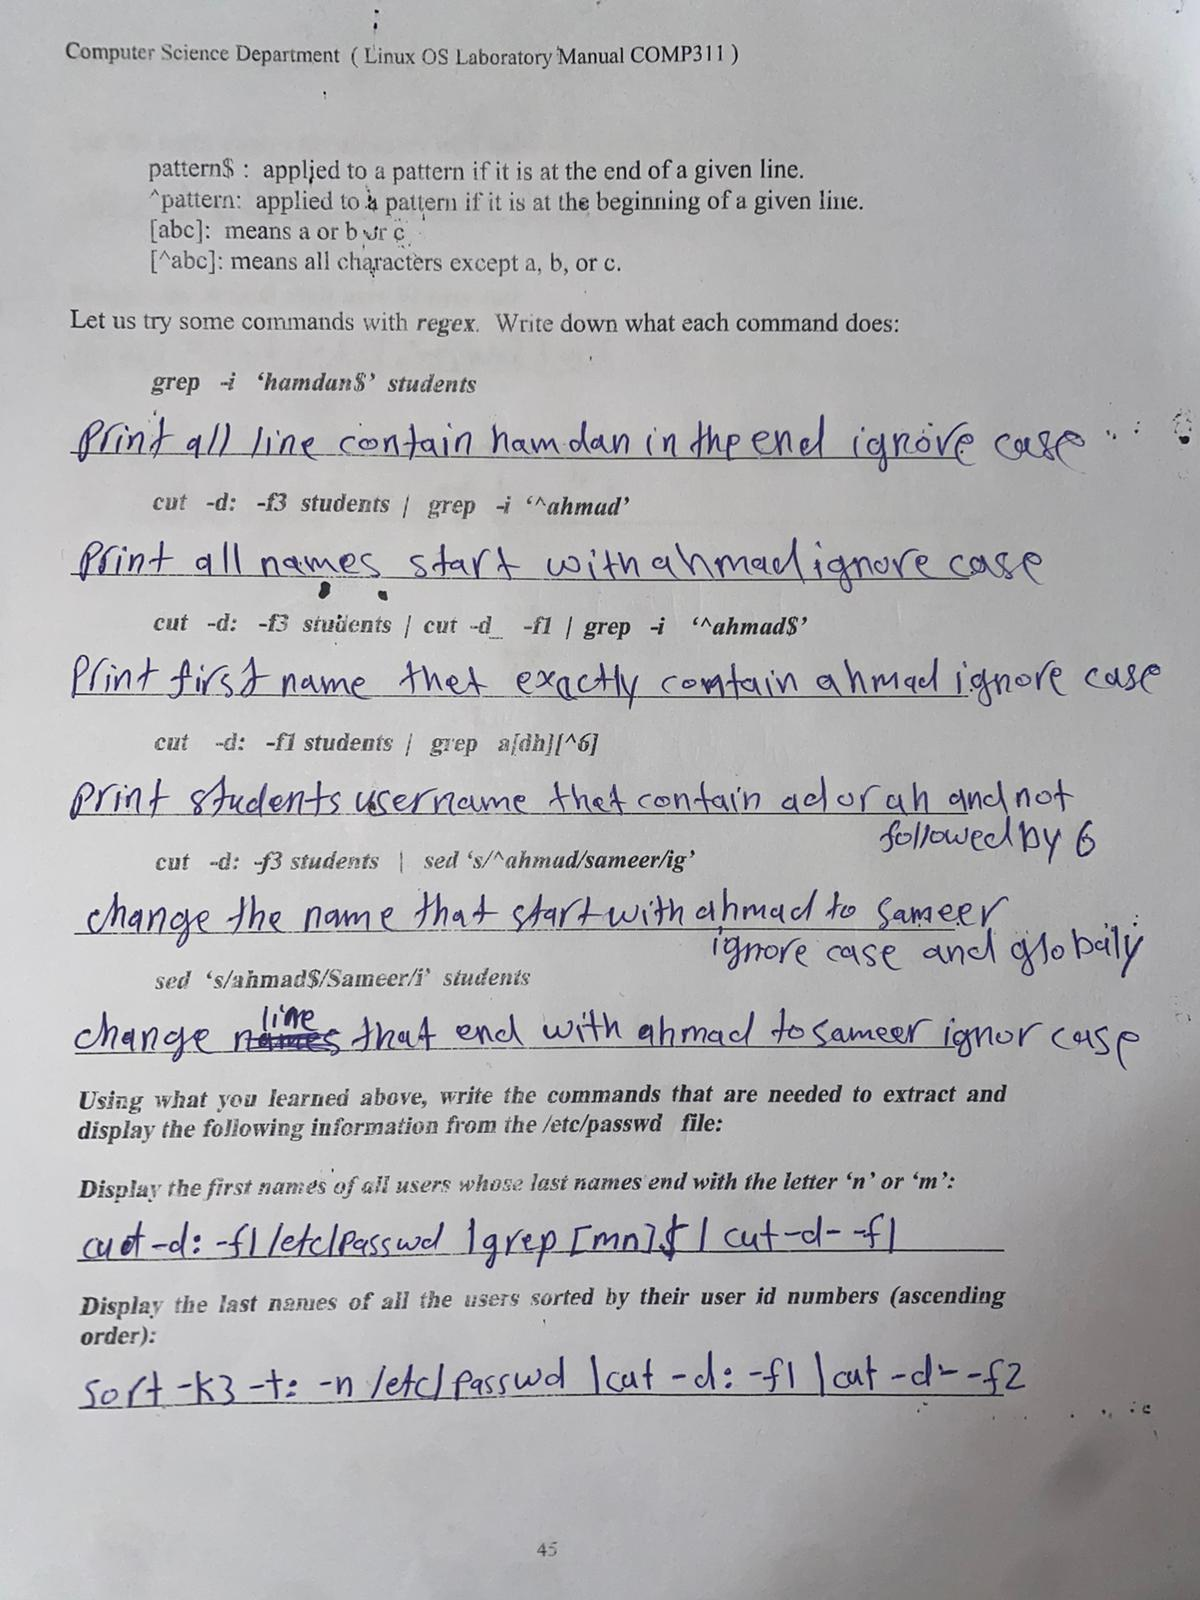 Computer Science Department ( Linux OS Laboratory Manual COMP311 )
pattern$ : applied to a pattern if it is at the end of a given line.
^pattern: applied to a pattern if it is at the beginning of a given line.
[abc]: means a or b or c
[^abc]: means all characters except a, b, or c.
Let us try some commands with regex. Write down what each command does:
grep -i ‘hamdan$’ students
Print all line contain hamdan in the end ignore case
cut -d: -f3 students | grep -i ‘^ahmad’
Print all names start with ahmad ignore case
cut -d: -f3 students | cut -d_ -f1 | grep -i ‘^ahmad$’
Print first name thet exactly comtain ahmad ignore case
cut -d: -f1 students | grep a[dh][^6]
Print students username that contain ad or ah and not
followed by 6
cut -d: -f3 students | sed ‘s/^ahmad/sameer/ig’
change the name that start with ahmad to sameer
ignore case and globaly
sed ‘s/ahmad$/Sameer/i’ students
change line that end with ahmad to sameer ignor case
Using what you learned above, write the commands that are needed to extract and
display the following information from the /etc/passwd file:
Display the first names of all users whose last names end with the letter ‘n’ or ‘m’:
cut -d: -f1 /etc/passwd | grep [mn]$ | cut -d- -f1
Display the last names of all the users sorted by their user id numbers (ascending
order):
sort -k3 -t: -n /etc/passwd | cut -d: -f1 | cut -d- -f2
45